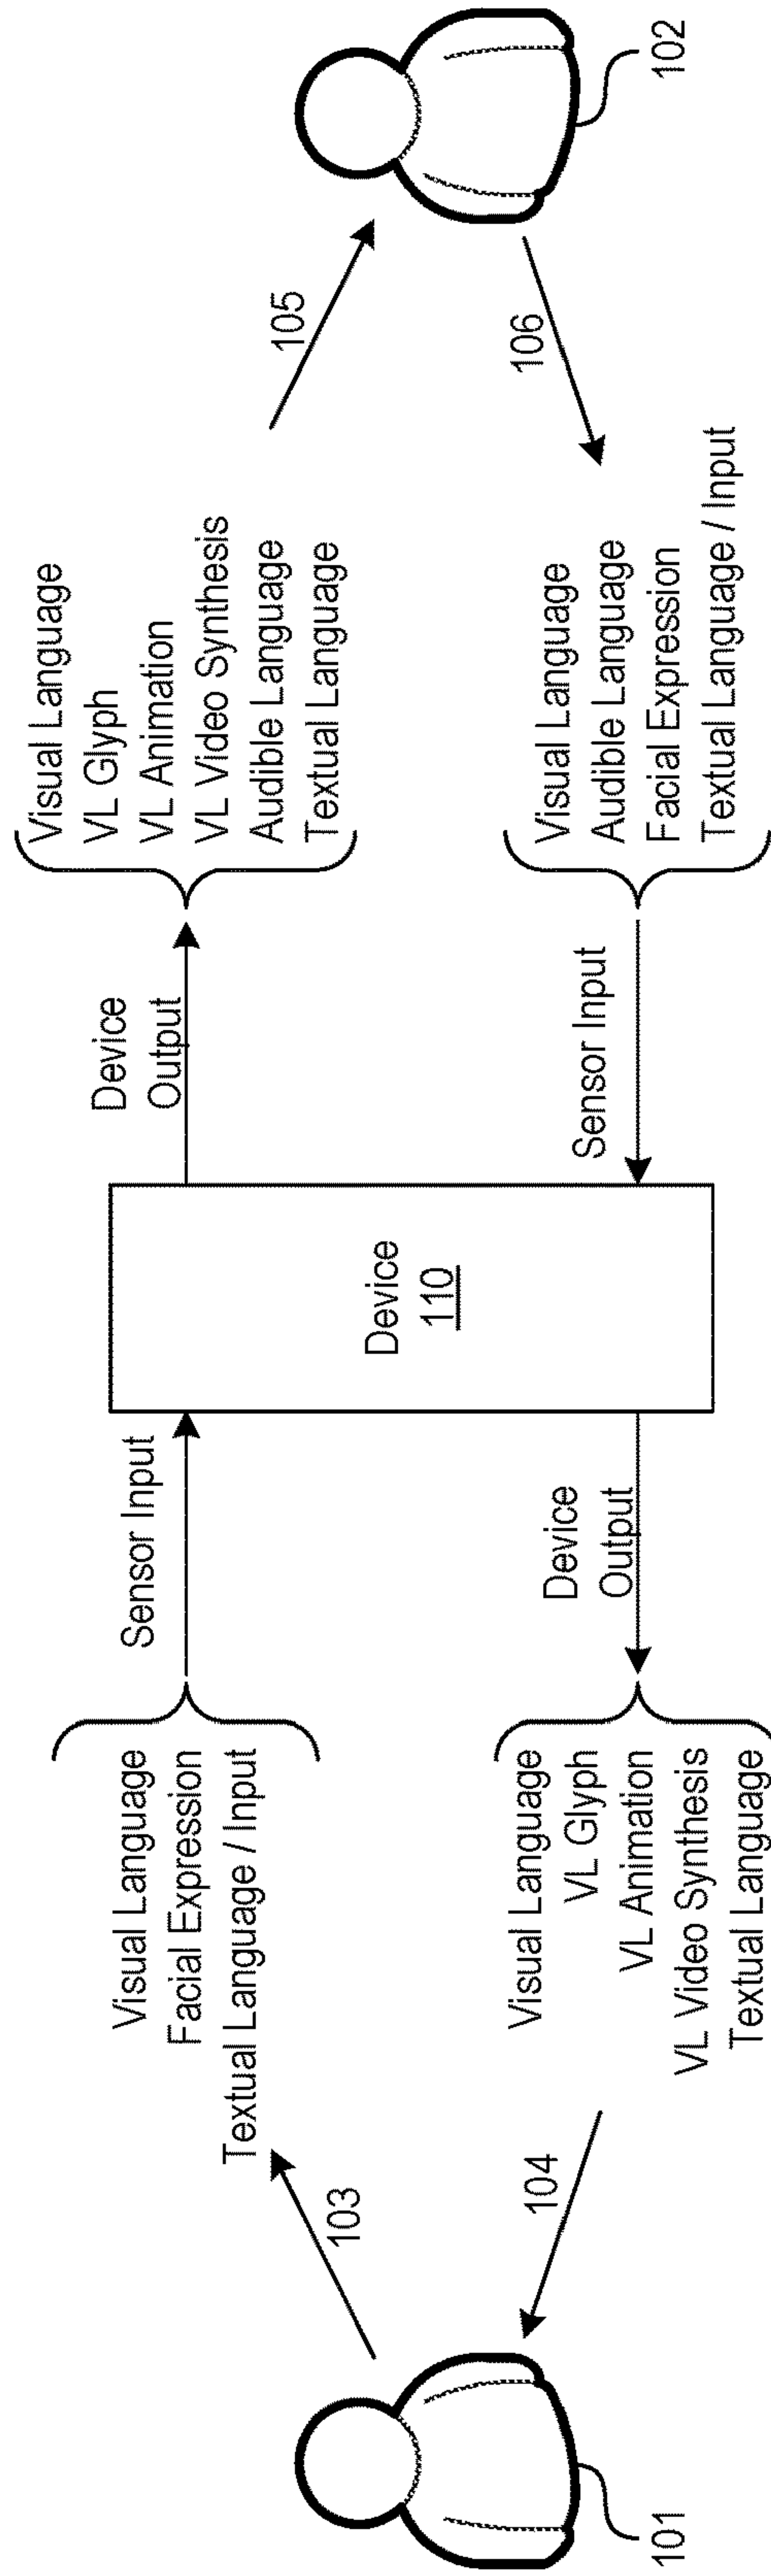 Visual Language
Facial Expression
Textual Language / Input
103
Sensor Input
Device
Output
Visual Language
VL Glyph
VL Animation
VL Video Synthesis
Audible Language
Textual Language
105
Device
110
101
104
Visual Language
VL Glyph
VL Animation
VL Video Synthesis
Textual Language
Device
Output
Sensor Input
Visual Language
Audible Language
Facial Expression
Textual Language / Input
106
102